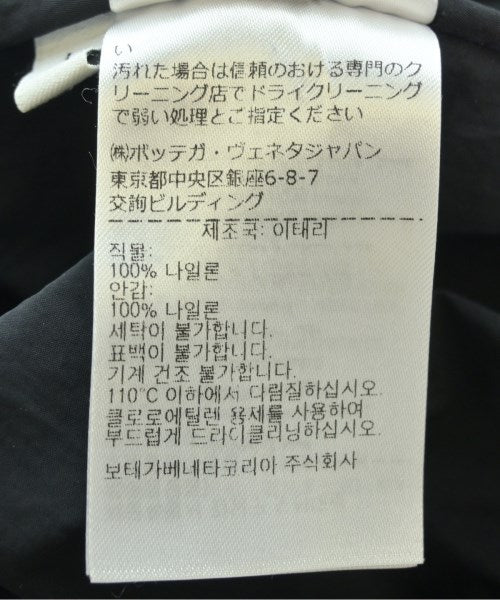 い
汚れた場合は信頼のおける専門のク
リーニング店でドライクリーニング
で弱い処理とご指定ください
㈱ボッテガ・ヴェネタジャパン
東京都中央区銀座6-8-7
交詢ビルディング
제조국: 이태리
직물:
100% 나일론
안감:
100% 나일론
세탁이 불가합니다.
표백이 불가합니다.
기계 건조 불가합니다.
110°C 이하에서 다림질하십시오.
클로로에틸렌 용제를 사용하여
부드럽게 드라이클리닝하십시오.
보테가베네타코리아 주식회사